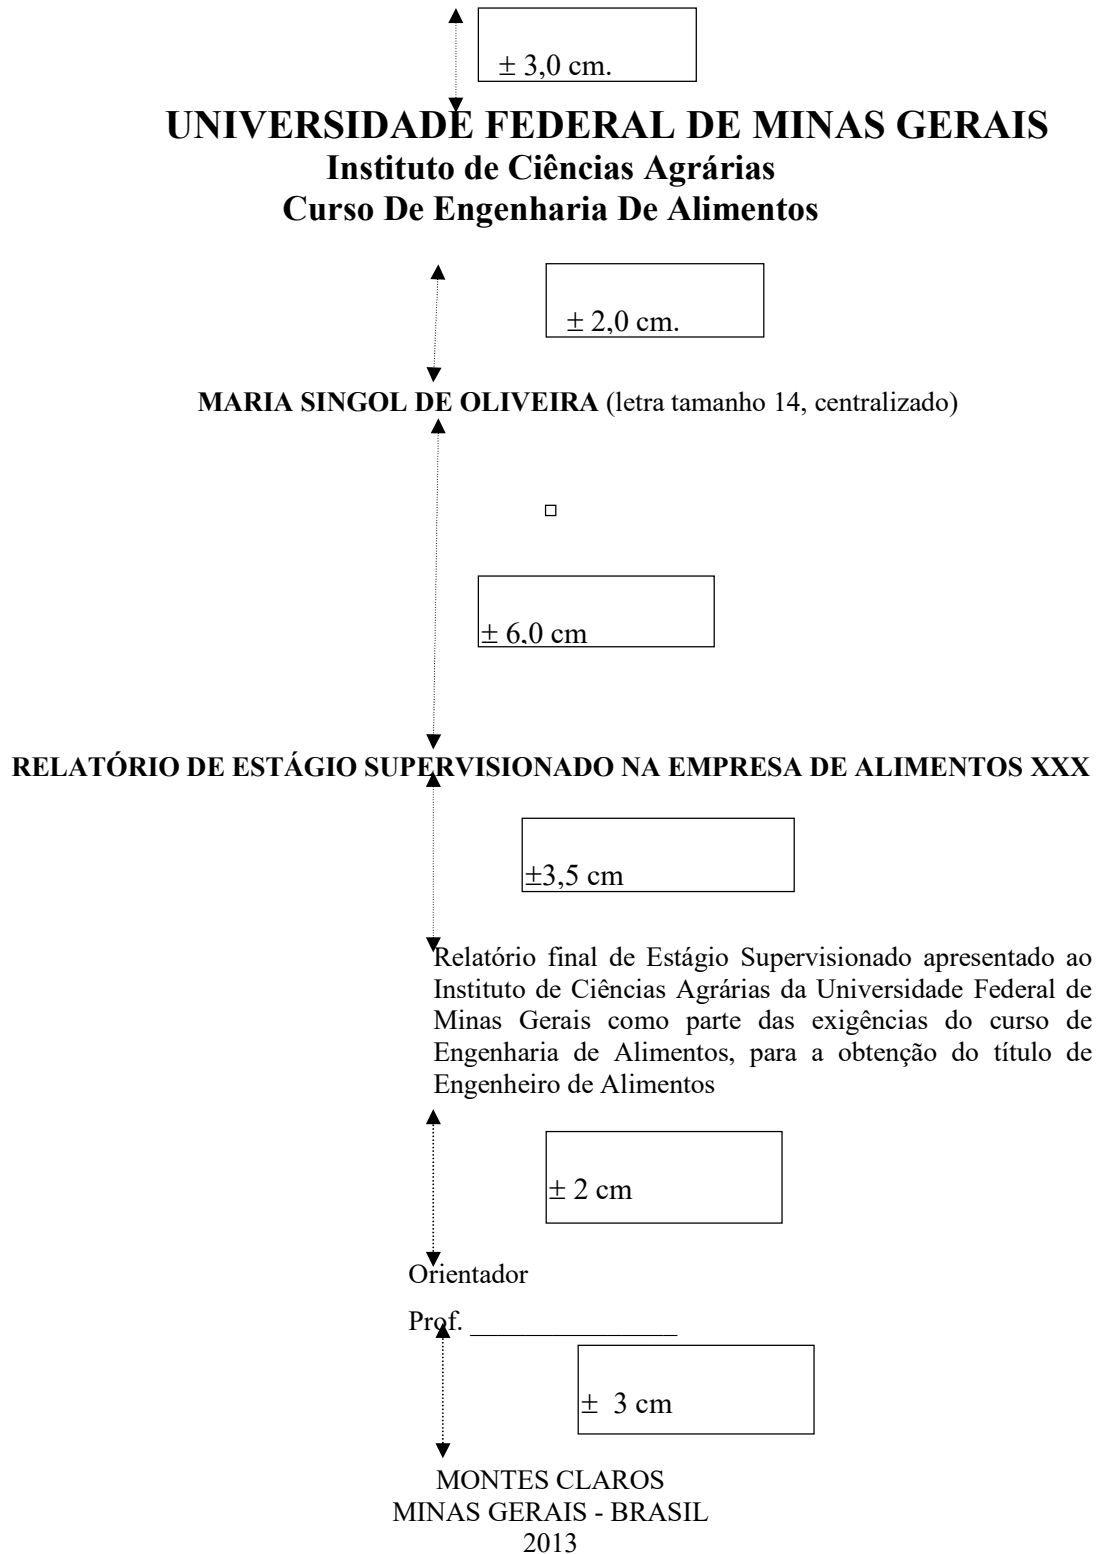 ± 3,0 cm.
UNIVERSIDADE FEDERAL DE MINAS GERAIS
Instituto de Ciências Agrárias
Curso De Engenharia De Alimentos
± 2,0 cm.
MARIA SINGOL DE OLIVEIRA (letra tamanho 14, centralizado)
± 6,0 cm
RELATÓRIO DE ESTÁGIO SUPERVISIONADO NA EMPRESA DE ALIMENTOS XXX
±3,5 cm
Relatório final de Estágio Supervisionado apresentado ao
Instituto de Ciências Agrárias da Universidade Federal de
Minas Gerais como parte das exigências do curso de
Engenharia de Alimentos, para a obtenção do título de
Engenheiro de Alimentos
± 2 cm
Orientador
Prof. _______________
± 3 cm
MONTES CLAROS
MINAS GERAIS - BRASIL
2013